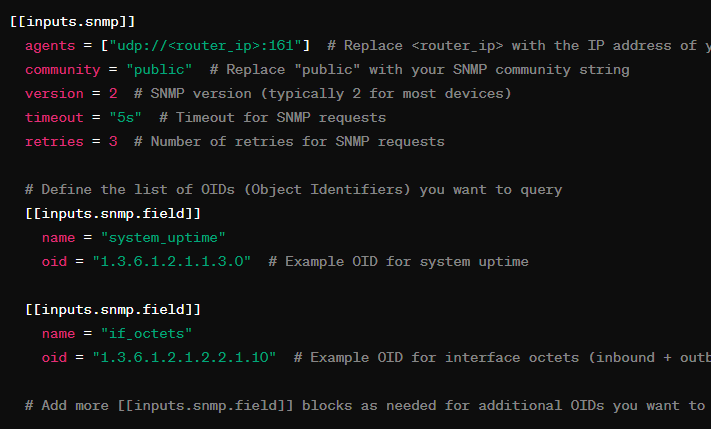 [[inputs.snmp]]
agents = ["udp://<router_ip>:161"]  # Replace <router_ip> with the IP address of
community = "public"  # Replace "public" with your SNMP community string
version = 2  # SNMP version (typically 2 for most devices)
timeout = "5s"  # Timeout for SNMP requests
retries = 3  # Number of retries for SNMP requests
# Define the list of OIDs (Object Identifiers) you want to query
[[inputs.snmp.field]]
name = "system_uptime"
oid = "1.3.6.1.2.1.1.3.0"  # Example OID for system uptime
[[inputs.snmp.field]]
name = "if_octets"
oid = "1.3.6.1.2.1.2.2.1.10"  # Example OID for interface octets (inbound +
# Add more [[inputs.snmp.field]] blocks as needed for additional OIDs you want to